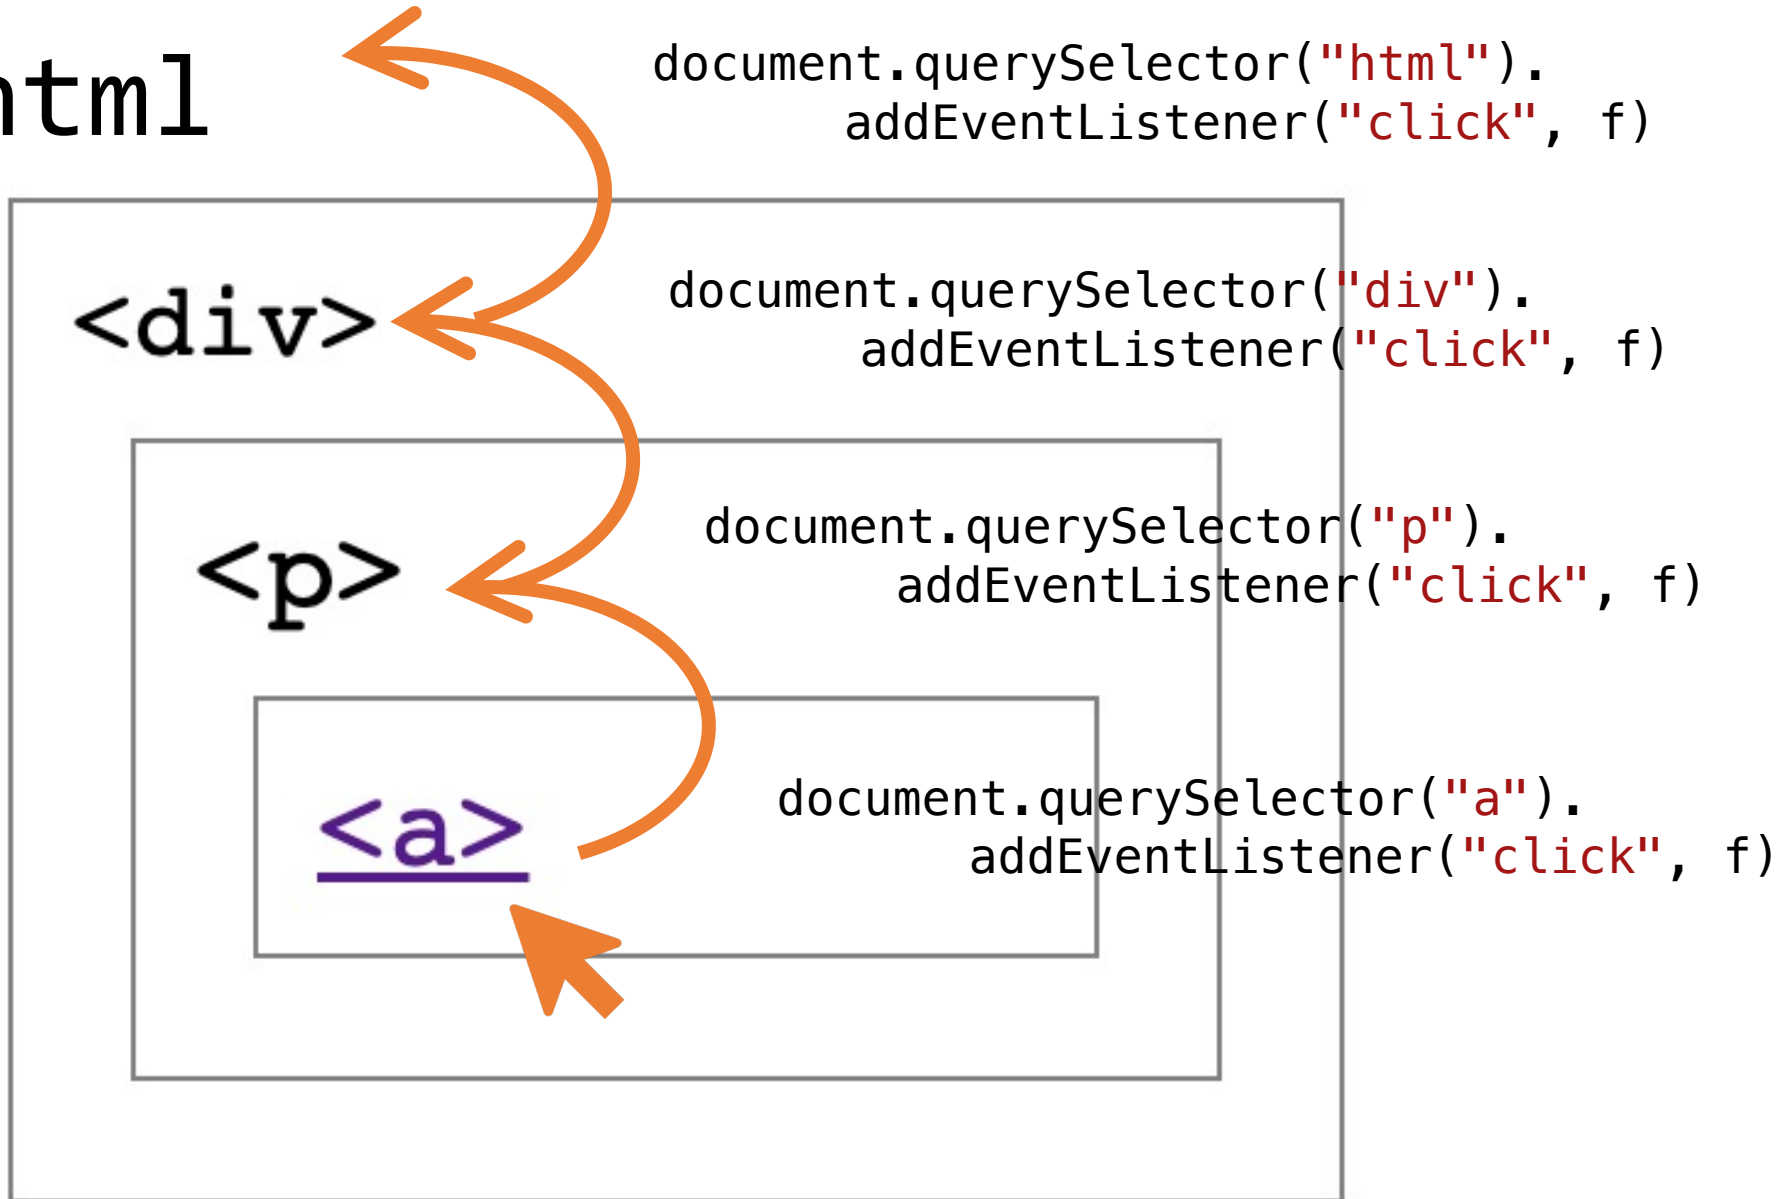 html
document.querySelector("html").
addEventListener("click", f)
<div>
document.querySelector("div").
addEventListener("click", f)
<p>
document.querySelector("p").
addEventListener("click", f)
<a>
document.querySelector("a").
addEventListener("click", f)